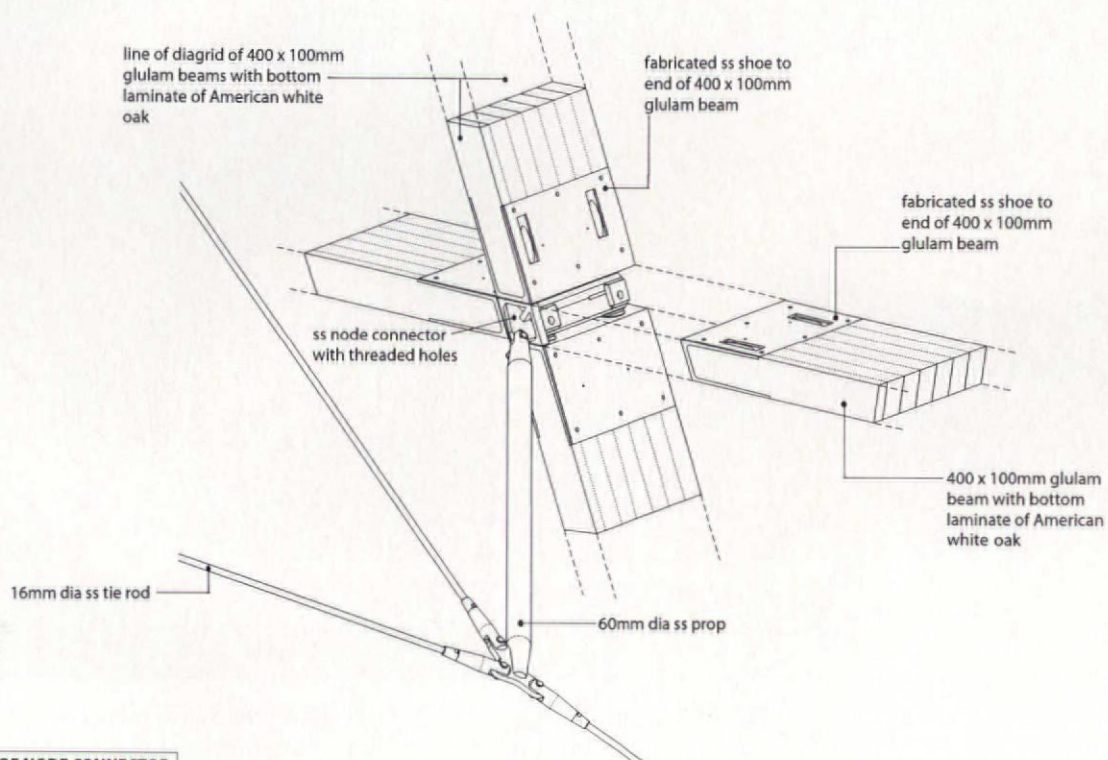 line of diagrid of 400 x 100mm
glulam beams with bottom
laminate of American white
oak
fabricated ss shoe to
end of 400 x 100mm
glulam beam
fabricated ss shoe to
end of 400 x 100mm
glulam beam
ss node connector
with threaded holes
400 x 100mm glulam
beam with bottom
laminate of American
white oak
16mm dia ss tie rod
60mm dia ss prop
NODE CONNECTOR